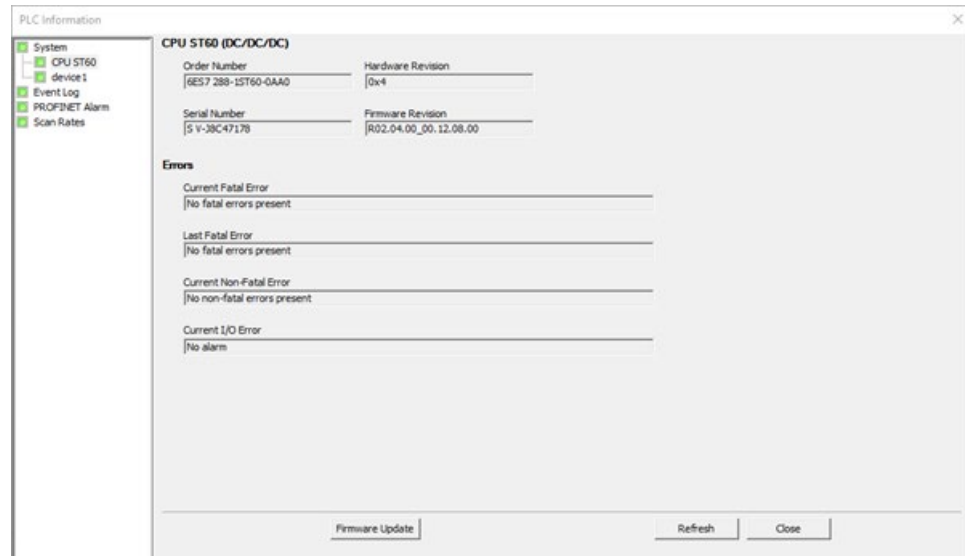 PLC Information
System
CPU ST60
device1
Event Log
PROFINET Alarm
Scan Rates
CPU ST60 (DC/DC/DC)
Order Number Hardware Revision
6ES7 288-1ST60-0AA0 0x4
Serial Number Firmware Revision
S V-J8C47178 R02.04.00_00.12.08.00
Errors
Current Fatal Error
No fatal errors present
Last Fatal Error
No fatal errors present
Current Non-Fatal Error
No non-fatal errors present
Current I/O Error
No alarm
Firmware Update Refresh Close